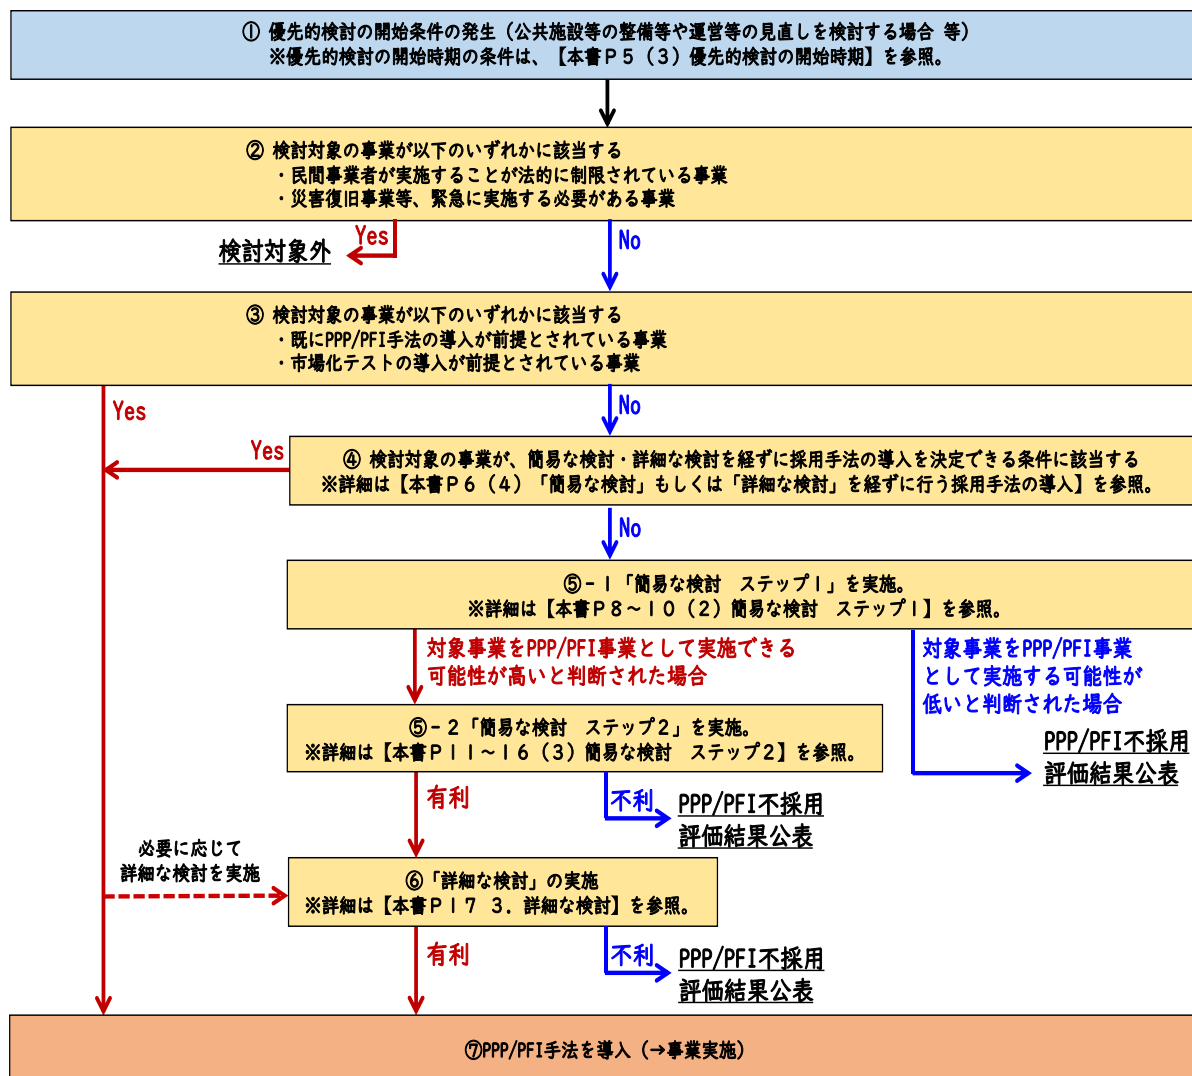 ① 優先的検討の開始条件の発生（公共施設等の整備等や運営等の見直しを検討する場合 等）
※優先的検討の開始時期の条件は、【本書Ｐ５（３）優先的検討の開始時期】を参照。
② 検討対象の事業が以下のいずれかに該当する
・民間事業者が実施することが法的に制限されている事業
・災害復旧事業等、緊急に実施する必要がある事業
Yes
検討対象外
No
③ 検討対象の事業が以下のいずれかに該当する
・既にPPP/PFI手法の導入が前提とされている事業
・市場化テストの導入が前提とされている事業
Yes
No
Yes
④ 検討対象の事業が、簡易な検討・詳細な検討を経ずに採用手法の導入を決定できる条件に該当する
※詳細は【本書Ｐ６（４）「簡易な検討」もしくは「詳細な検討」を経ずに行う採用手法の導入】を参照。
No
⑤－１「簡易な検討　ステップ１」を実施。
※詳細は【本書Ｐ８～１０（２）簡易な検討　ステップ１】を参照。
対象事業をPPP/PFI事業として実施できる
可能性が高いと判断された場合
対象事業をPPP/PFI事業
として実施する可能性が
低いと判断された場合
PPP/PFI不採用
評価結果公表
⑤－２「簡易な検討　ステップ２」を実施。
※詳細は【本書Ｐ１１～１６（３）簡易な検討　ステップ２】を参照。
有利
不利
PPP/PFI不採用
評価結果公表
必要に応じて
詳細な検討を実施
⑥「詳細な検討」の実施
※詳細は【本書Ｐ１７ ３．詳細な検討】を参照。
有利
不利
PPP/PFI不採用
評価結果公表
⑦PPP/PFI手法を導入（→事業実施）